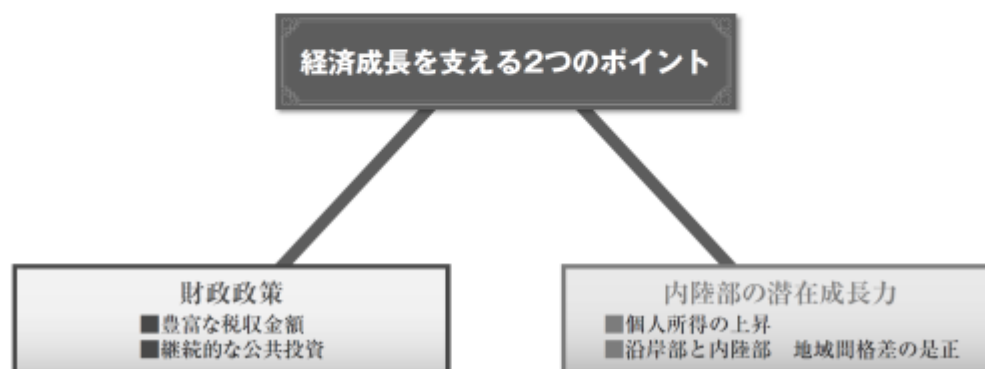 経済成長を支える2つのポイント
財政政策
■豊富な税収金額
■継続的な公共投資
内陸部の潜在成長力
■個人所得の上昇
■沿岸部と内陸部　地域間格差の是正